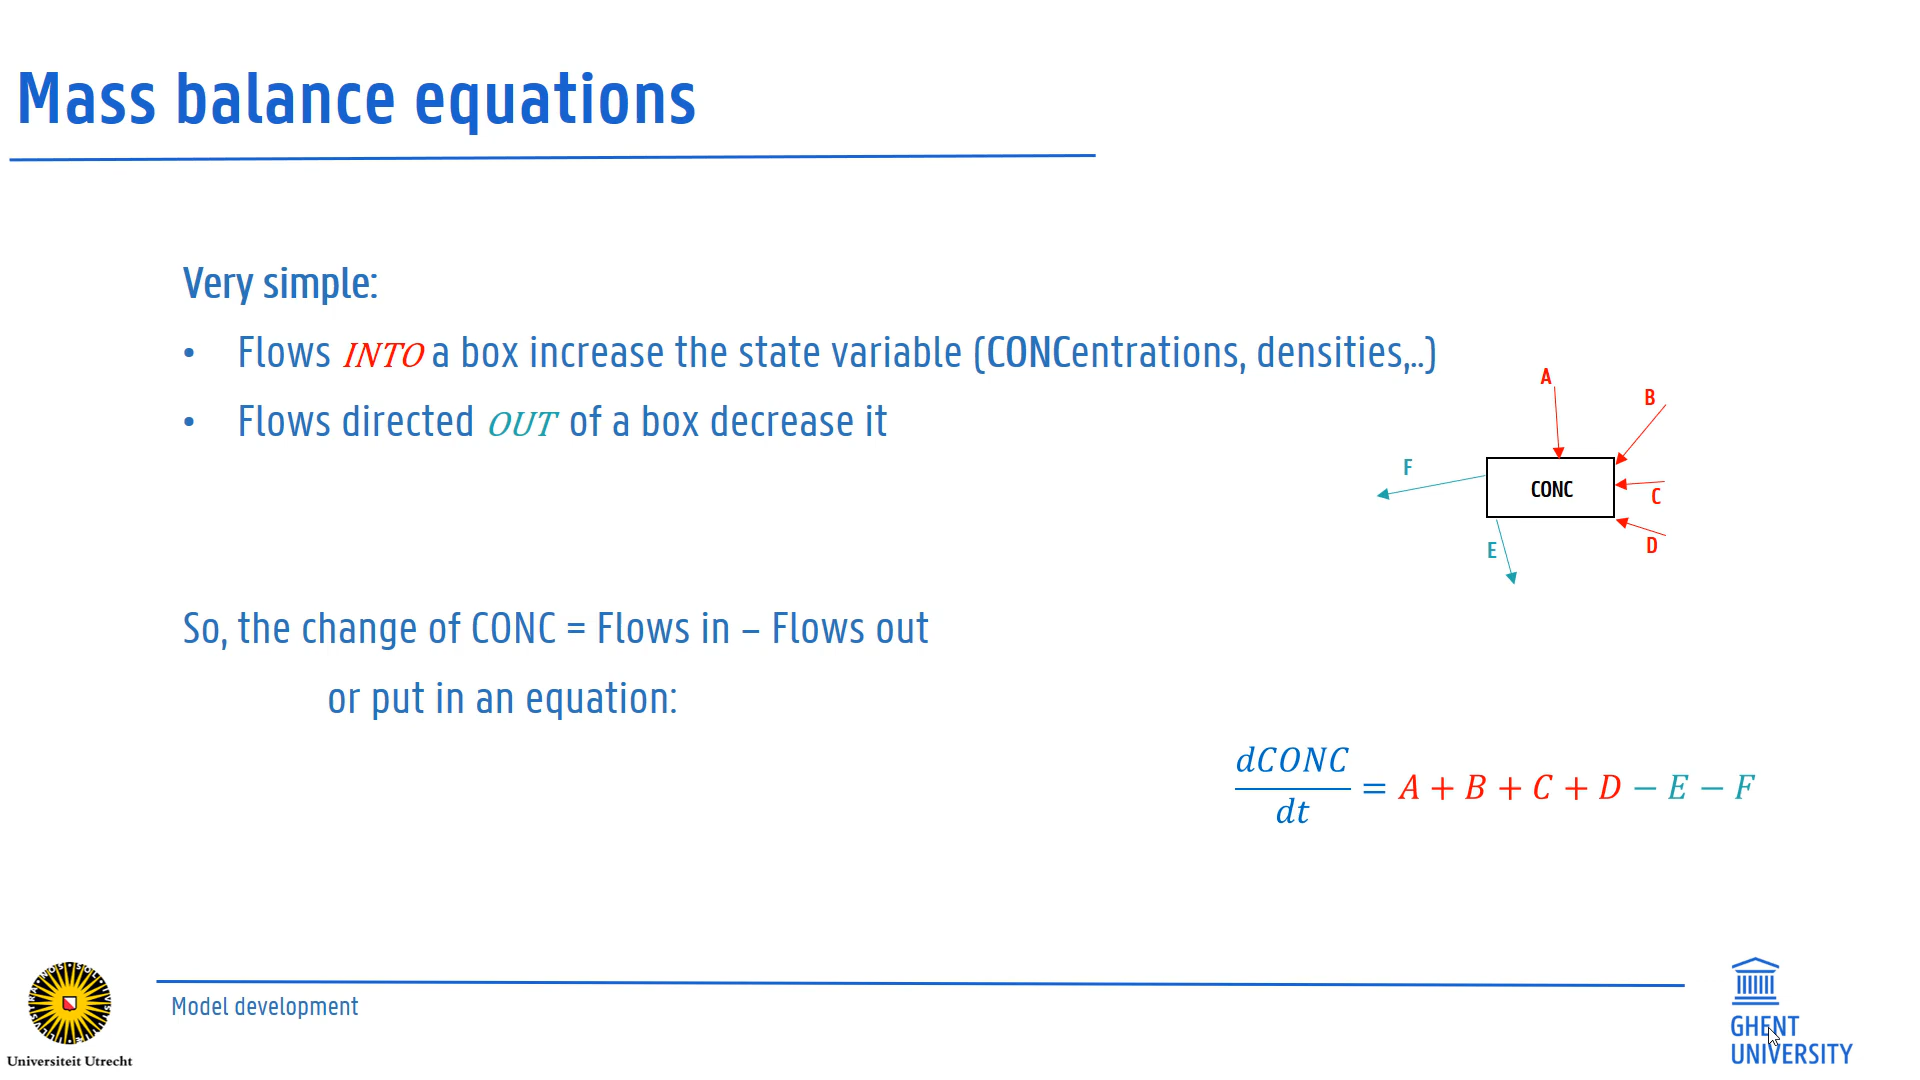 Mass balance equations
Very simple:
• Flows INTO a box increase the state variable (CONCentrations, densities,..)
• Flows directed OUT of a box decrease it
A
B
F
CONC
C
E
D
So, the change of CONC = Flows in – Flows out
or put in an equation:
dCONC/dt = A + B + C + D − E − F
Model development
Universiteit Utrecht
GHENT
UNIVERSITY